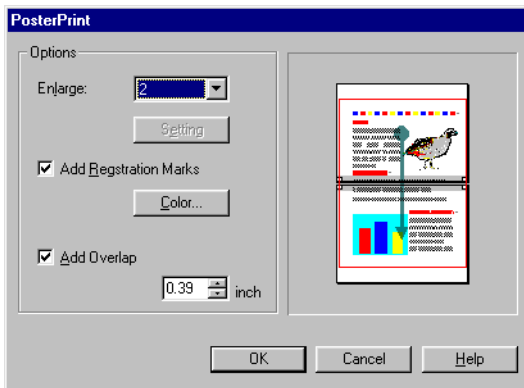 PosterPrint
Options
Enlarge:
2
Setting
Add Regstration Marks
Color...
Add Overlap
0.39
inch
OK
Cancel
Help